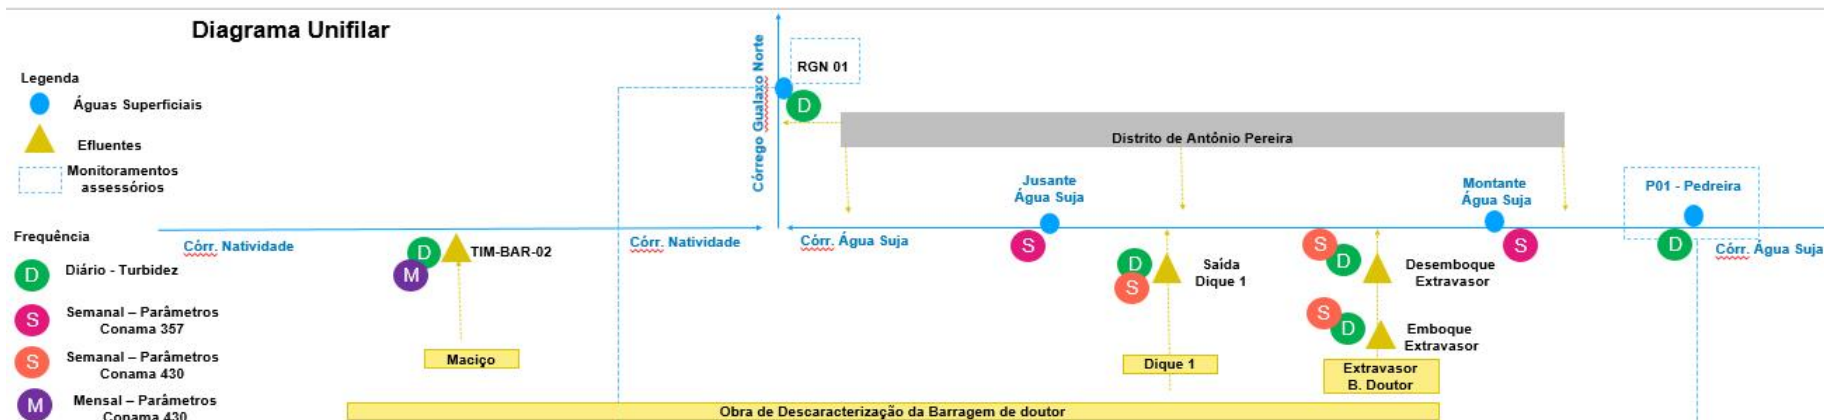 Diagrama Unifilar
Legenda
Águas Superficiais
Efluentes
Monitoramentos
assessórios
Frequência
D
Diário - Turbidez
S
Semanal – Parâmetros
Conama 357
S
Semanal – Parâmetros
Conama 430
M
Mensal – Parâmetros
Conama 430
Córr. Natividade
D
M
TIM-BAR-02
Maciço
Córr. Natividade
Córrego Gualaxo Norte
RGN 01
D
Distrito de Antônio Pereira
Córr. Água Suja
Jusante
Água Suja
S
D
S
Saída
Dique 1
Dique 1
S
D
Desemboque
Extravasor
S
D
Emboque
Extravasor
Extravasor
B. Doutor
Montante
Água Suja
S
P01 - Pedreira
D
Córr. Água Suja
Obra de Descaracterização da Barragem de doutor